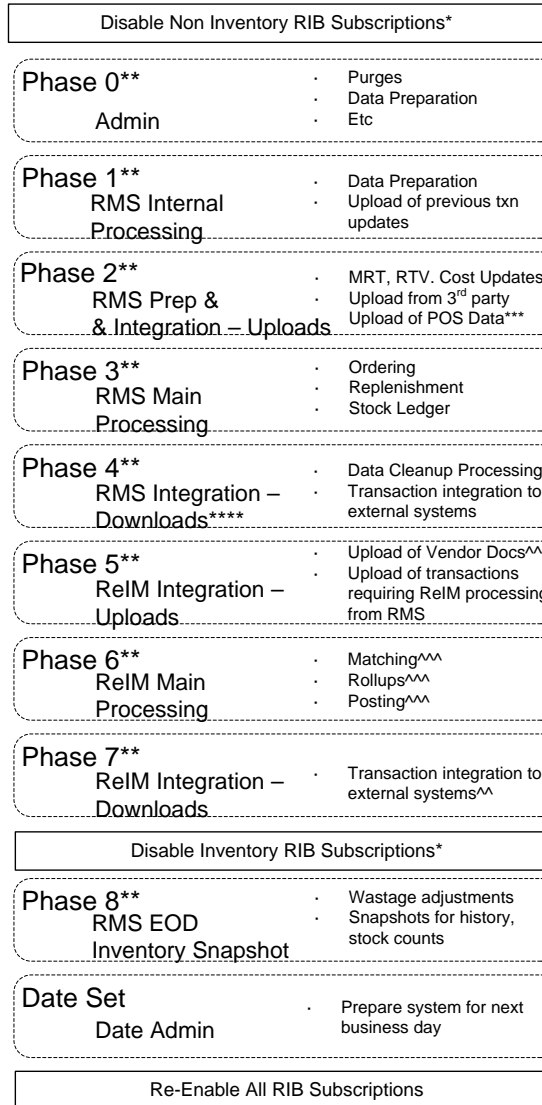 Disable Non Inventory RIB Subscriptions*
Phase 0**
Admin
· Purges
· Data Preparation
· Etc
Phase 1**
RMS Internal
Processing
· Data Preparation
· Upload of previous txn
updates
Phase 2**
RMS Prep &
& Integration – Uploads
· MRT, RTV. Cost Updates
· Upload from 3rd party
· Upload of POS Data***
Phase 3**
RMS Main
Processing
· Ordering
· Replenishment
· Stock Ledger
Phase 4**
RMS Integration –
Downloads****
· Data Cleanup Processing
· Transaction integration to
external systems
Phase 5**
ReIM Integration –
Uploads
· Upload of Vendor Docs^^
· Upload of transactions
requiring ReIM processing
from RMS
Phase 6**
ReIM Main
Processing
· Matching^^^
· Rollups^^^
· Posting^^^
Phase 7**
ReIM Integration –
Downloads
· Transaction integration to
external systems^^
Disable Inventory RIB Subscriptions*
Phase 8**
RMS EOD
Inventory Snapshot
· Wastage adjustments
· Snapshots for history,
stock counts
Date Set
Date Admin
· Prepare system for next
business day
Re-Enable All RIB Subscriptions